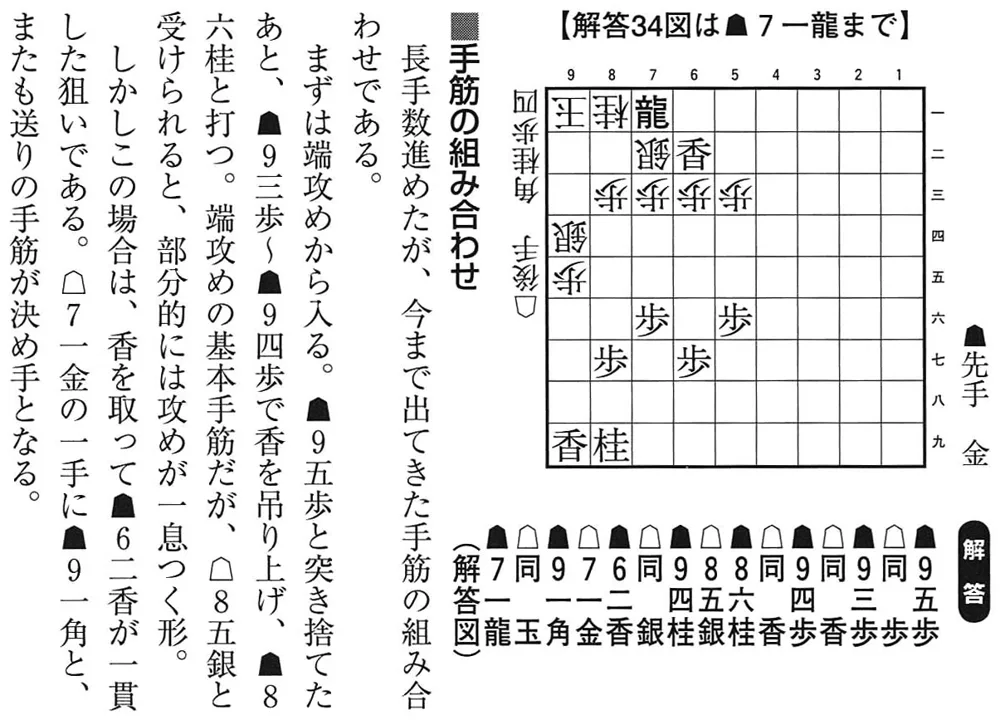 【解答34図は☗７一龍まで】
9 8 7 6 5 4 3 2 1
王 桂 龍 一
銀 香 二
歩 歩 歩 歩 三
銀 四
歩 五
歩 歩 六
歩 歩 七
八
香 桂 九
☖後手 角桂歩四
☗先手 金
解答
☗９五歩
☖同歩
☗９三歩
☖同香
☗９四歩
☖同香
☗８六桂
☖８五銀
☗９四桂
☖同銀
☗６二香
☖７一金
☗９一角
☖同玉
☗７一龍
(解答図)
■手筋の組み合わせ
長手数進めたが、今まで出てきた手筋の組み合
わせである。
まずは端攻めから入る。☗９五歩と突き捨てた
あと、☗９三歩～☗９四歩で香を吊り上げ、☗８
六桂と打つ。端攻めの基本手筋だが、☖８五銀と
受けられると、部分的には攻めが一息つく形。
しかしこの場合は、香を取って☗６二香が一貫
した狙いである。☖７一金の一手に☗９一角と、
またも送りの手筋が決め手となる。